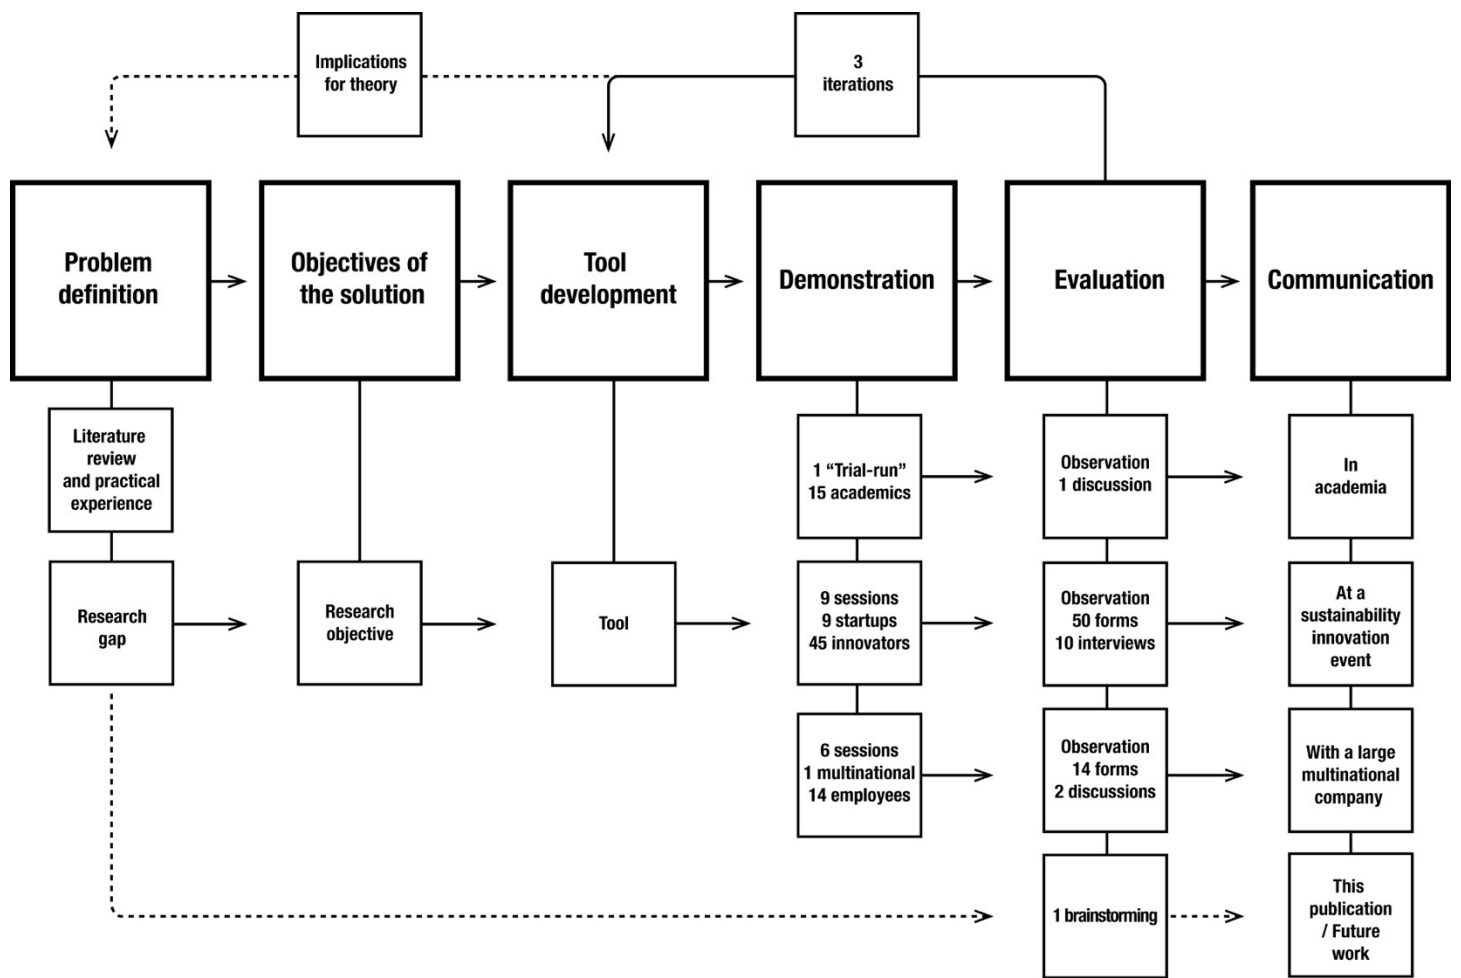 Implications
for theory
3
iterations
Problem
definition
Objectives of
the solution
Tool
development
Demonstration
Evaluation
Communication
Literature
review
and practical
experience
1 “Trial-run”
15 academics
Observation
1 discussion
In
academia
Research
gap
Research
objective
Tool
9 sessions
9 startups
45 innovators
Observation
50 forms
10 interviews
At a
sustainability
innovation
event
6 sessions
1 multinational
14 employees
Observation
14 forms
2 discussions
With a large
multinational
company
1 brainstorming
This
publication
/ Future
work